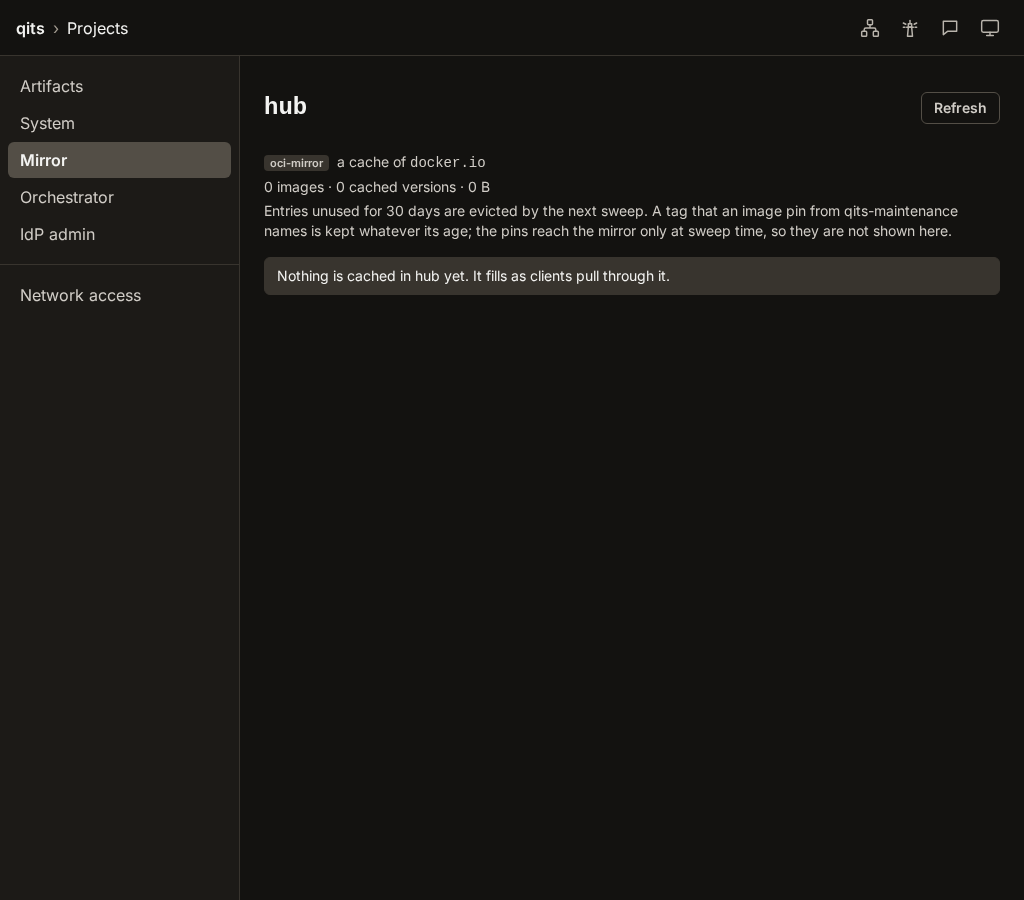 qits › Projects
Artifacts
System
Mirror
Orchestrator
IdP admin
Network access
hub
Refresh
oci-mirror a cache of docker.io
0 images · 0 cached versions · 0 B
Entries unused for 30 days are evicted by the next sweep. A tag that an image pin from qits-maintenance
names is kept whatever its age; the pins reach the mirror only at sweep time, so they are not shown here.
Nothing is cached in hub yet. It fills as clients pull through it.